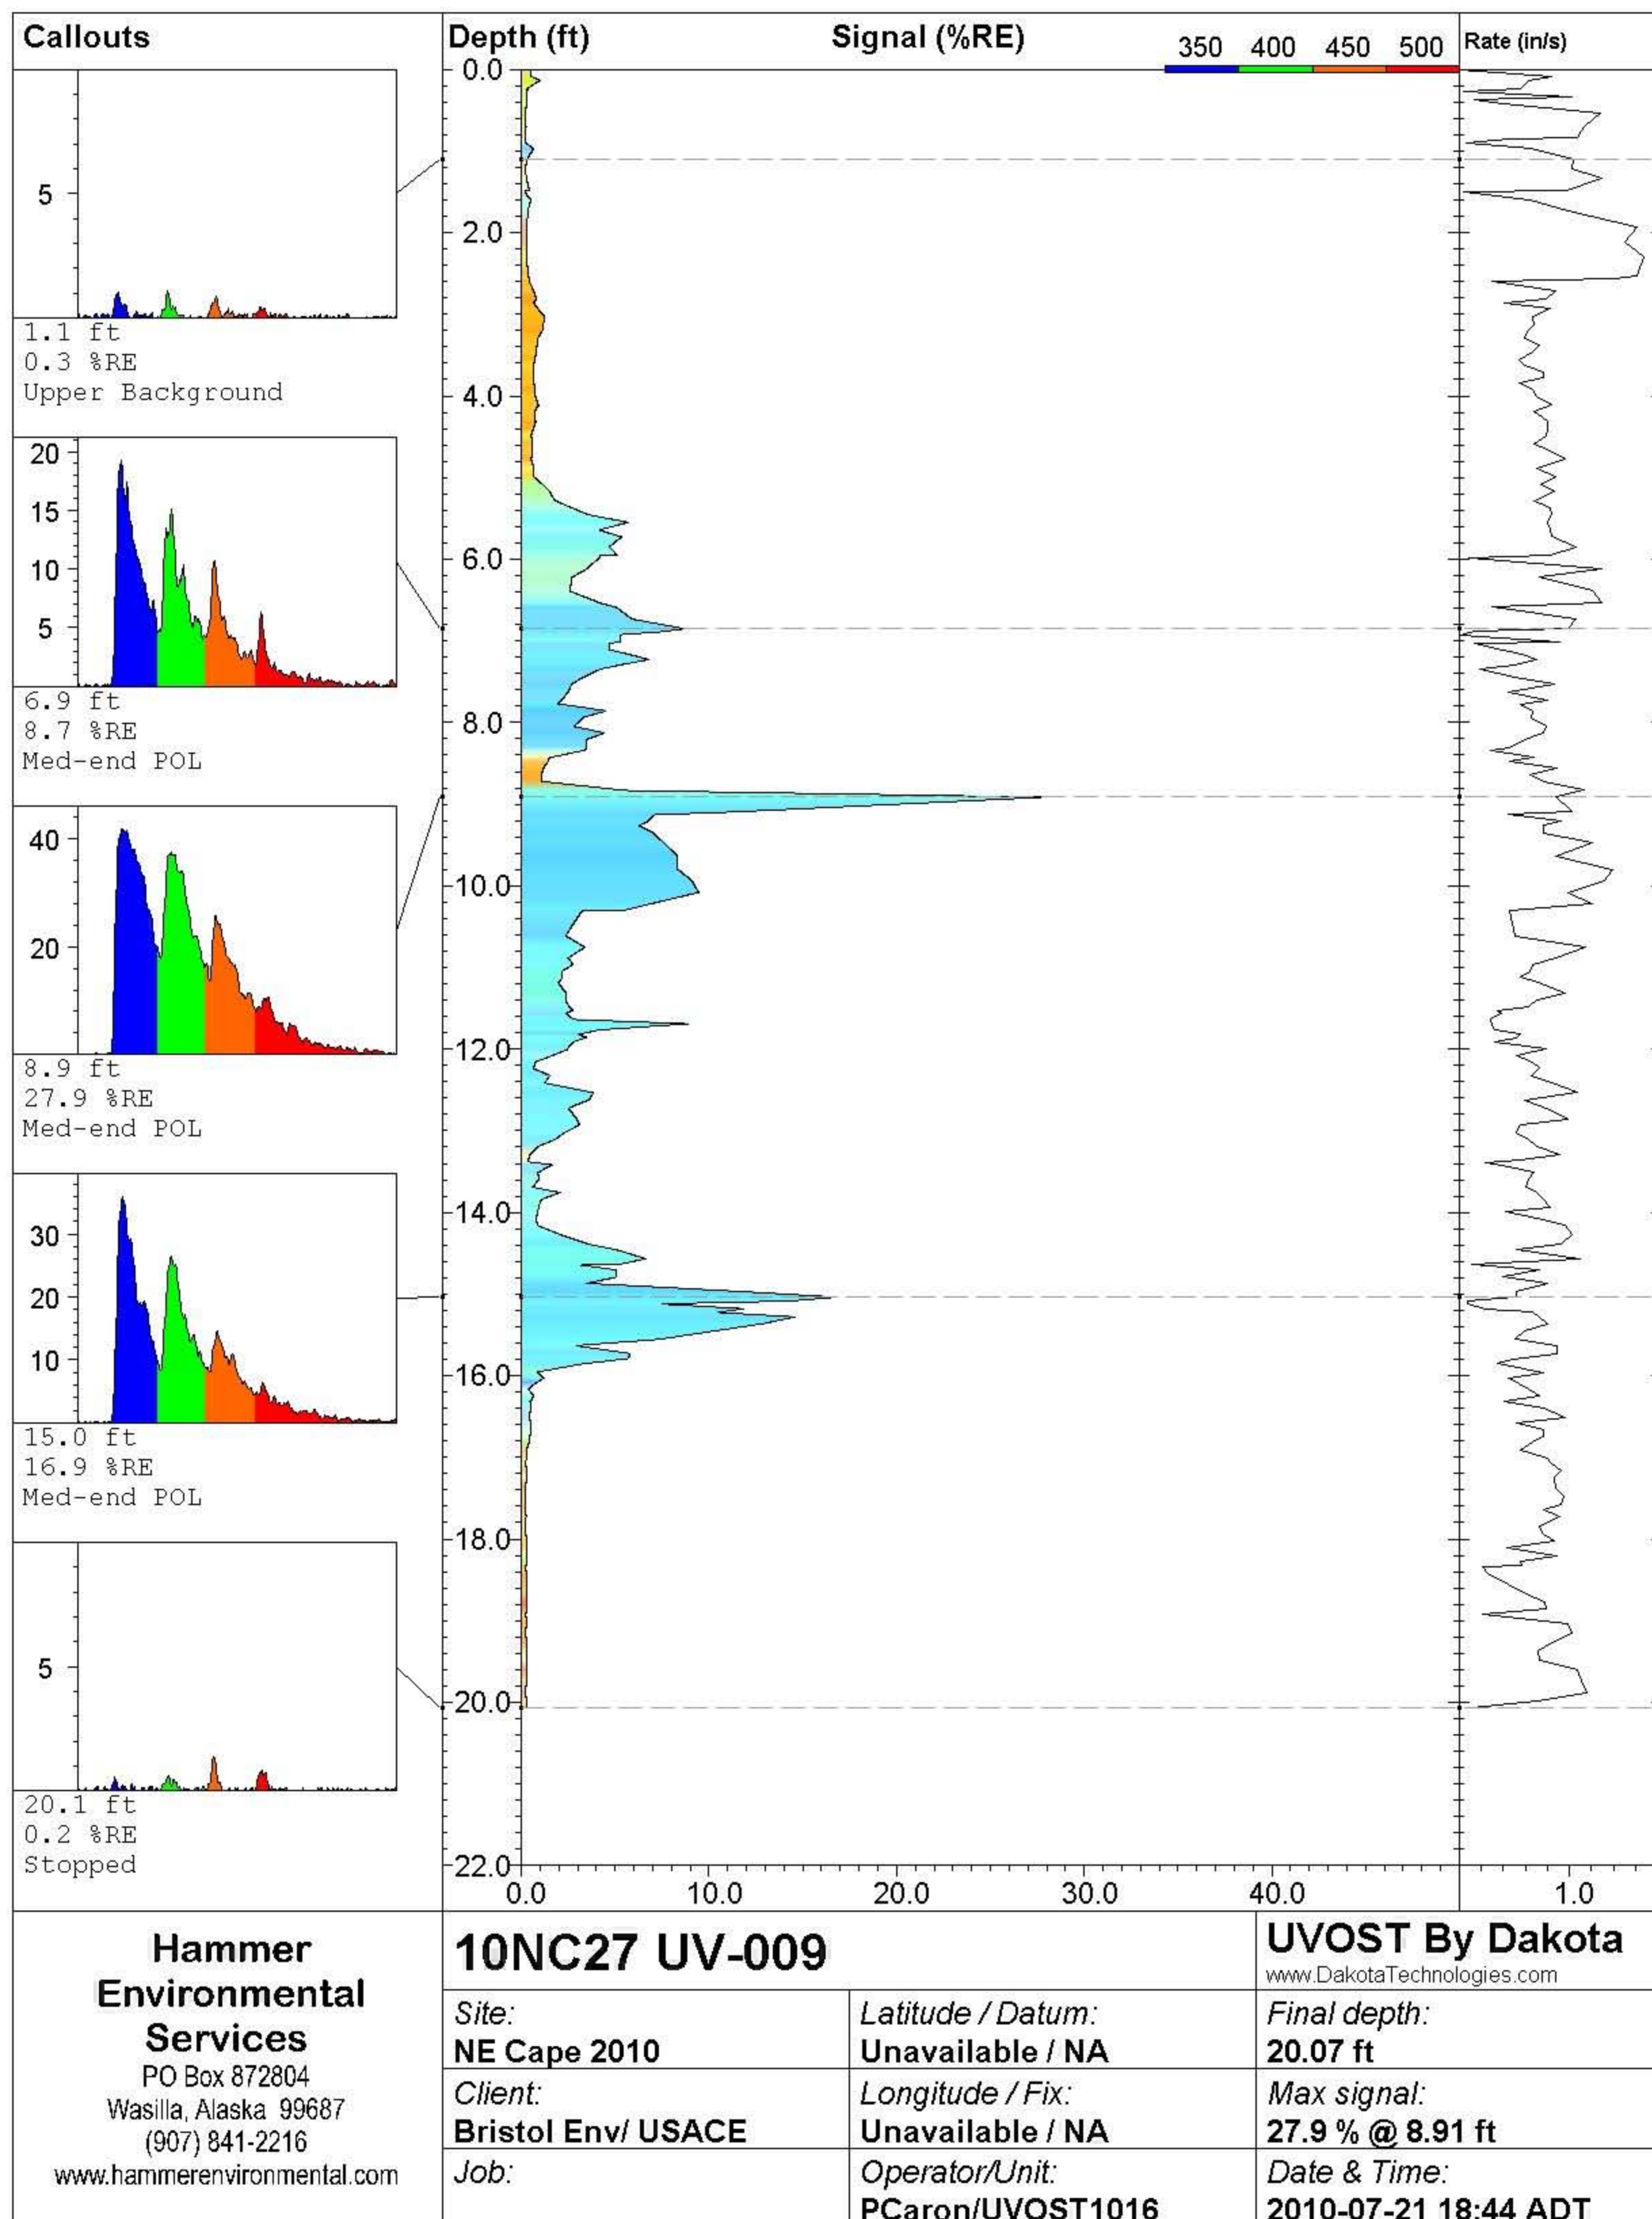 Callouts
Depth (ft)
Signal (%RE)
350 400 450 500
Rate (in/s)
5
1.1 ft
0.3 %RE
Upper Background
20
15
10
5
6.9 ft
8.7 %RE
Med-end POL
40
20
8.9 ft
27.9 %RE
Med-end POL
30
20
10
15.0 ft
16.9 %RE
Med-end POL
5
20.1 ft
0.2 %RE
Stopped
0.0
2.0
4.0
6.0
8.0
10.0
12.0
14.0
16.0
18.0
20.0
22.0
0.0 10.0 20.0 30.0 40.0
1.0
Hammer
Environmental
Services
PO Box 872804
Wasilla, Alaska 99687
(907) 841-2216
www.hammerenvironmental.com
10NC27 UV-009
UVOST By Dakota
www.DakotaTechnologies.com
Site:
NE Cape 2010
Latitude / Datum:
Unavailable / NA
Final depth:
20.07 ft
Client:
Bristol Env/ USACE
Longitude / Fix:
Unavailable / NA
Max signal:
27.9 % @ 8.91 ft
Job:
Operator/Unit:
PCaron/UVOST1016
Date & Time:
2010-07-21 18:44 ADT